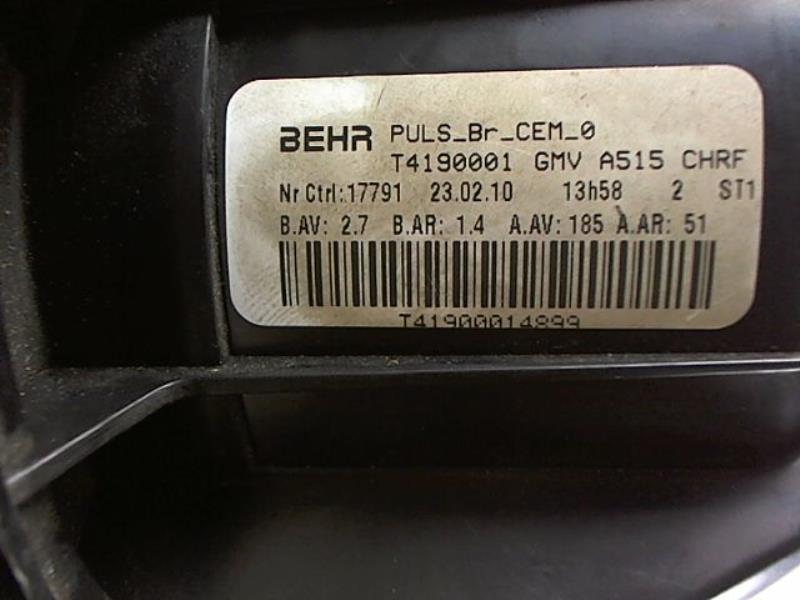 BEHR PULS_Br_CEM_0
T4190001 GMV A515 CHRF
Nr Ctrl:17791 23.02.10 13h58 2 ST1
B.AV: 2.7 B.AR: 1.4 A.AV: 185 A.AR: 51
T41900014899